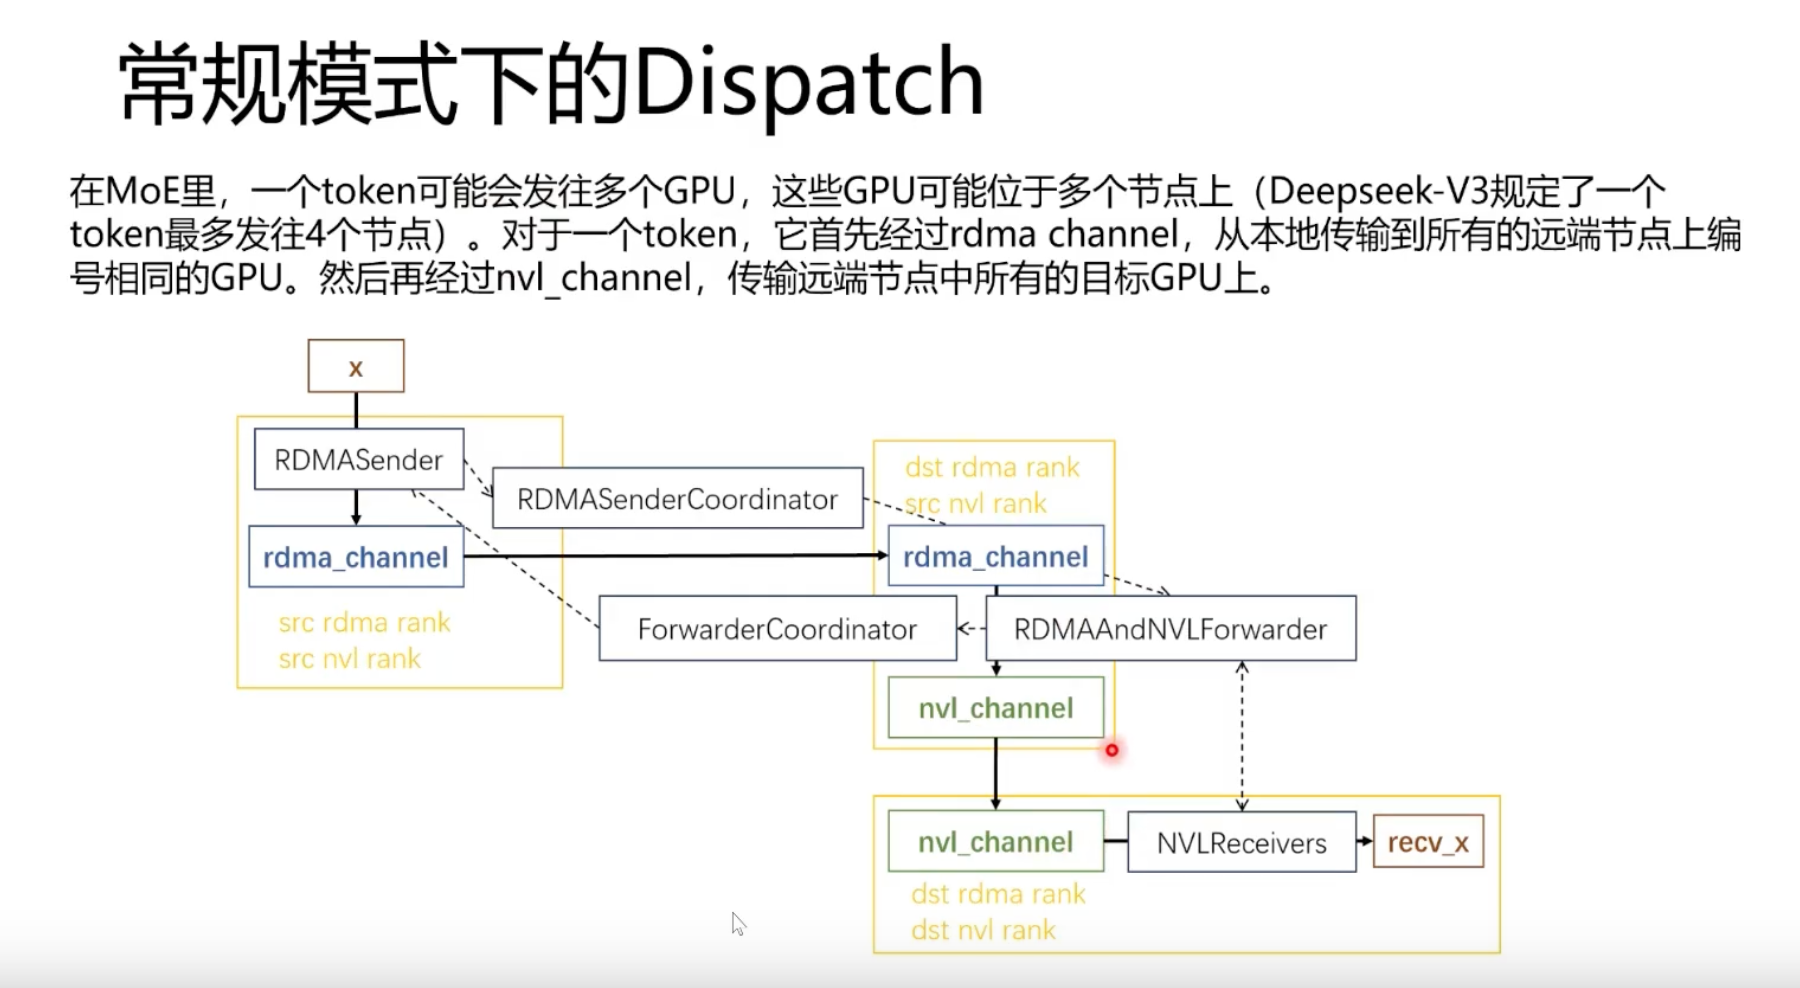 常规模式下的Dispatch
在MoE里，一个token可能会发往多个GPU，这些GPU可能位于多个节点上（Deepseek-V3规定了一个
token最多发往4个节点）。对于一个token，它首先经过rdma channel，从本地传输到所有的远端节点上编
号相同的GPU。然后再经过nvl_channel，传输远端节点中所有的目标GPU上。
x
RDMASender
RDMASenderCoordinator
dst rdma rank
src nvl rank
rdma_channel
rdma_channel
src rdma rank
src nvl rank
ForwarderCoordinator
RDMAAndNVLForwarder
nvl_channel
nvl_channel
NVLReceivers
recv_x
dst rdma rank
dst nvl rank